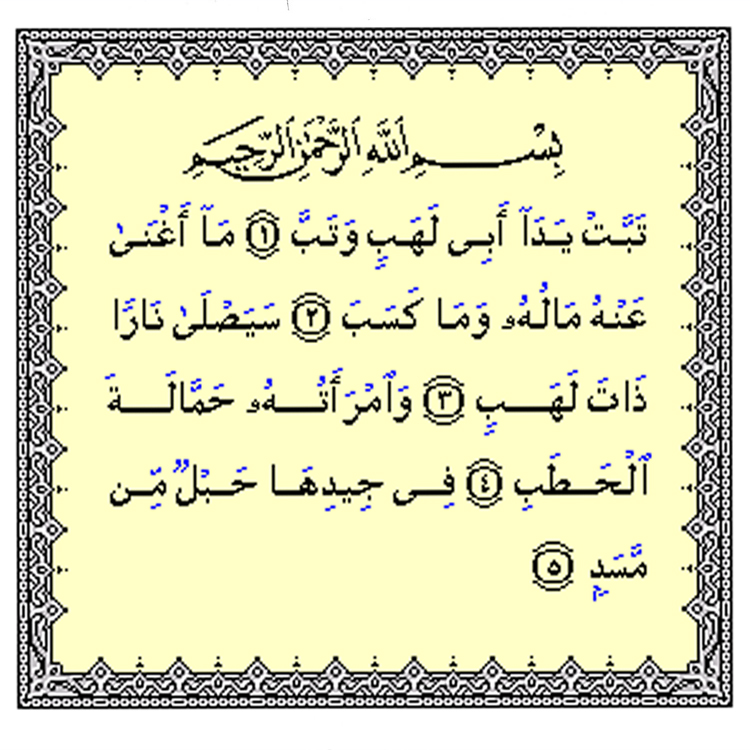 بِسْمِ ٱللَّهِ ٱلرَّحْمَٰنِ ٱلرَّحِيمِ
تَبَّتْ يَدَآ أَبِى لَهَبٍ وَتَبَّ ١ مَآ أَغْنَىٰ
عَنْهُ مَالُهُۥ وَمَا كَسَبَ ٢ سَيَصْلَىٰ نَارًا
ذَاتَ لَهَبٍ ٣ وَٱمْرَأَتُهُۥ حَمَّالَةَ
ٱلْحَطَبِ ٤ فِى جِيدِهَا حَبْلٌ مِّن
مَّسَدٍۭ ٥